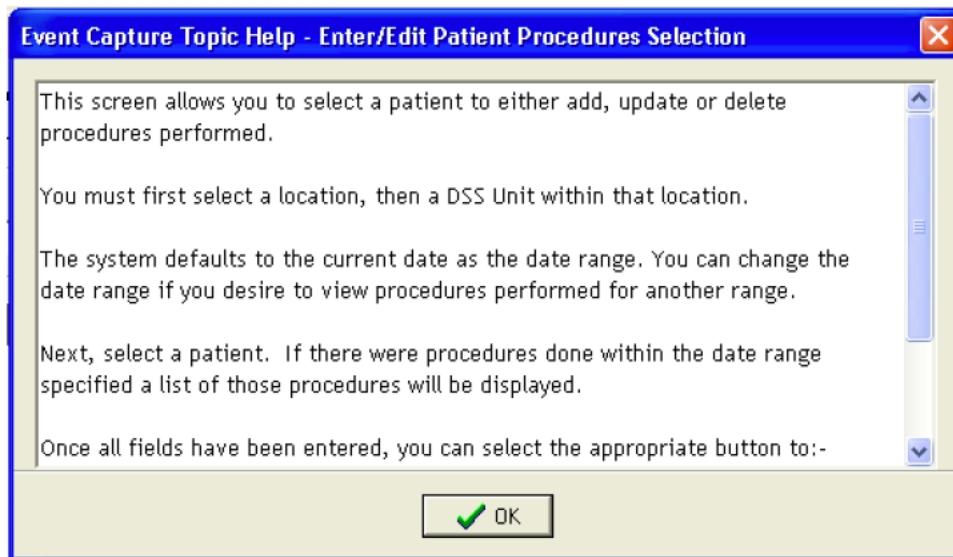 Event Capture Topic Help - Enter/Edit Patient Procedures Selection
This screen allows you to select a patient to either add, update or delete
procedures performed.
You must first select a location, then a DSS Unit within that location.
The system defaults to the current date as the date range. You can change the
date range if you desire to view procedures performed for another range.
Next, select a patient.  If there were procedures done within the date range
specified a list of those procedures will be displayed.
Once all fields have been entered, you can select the appropriate button to:-
OK